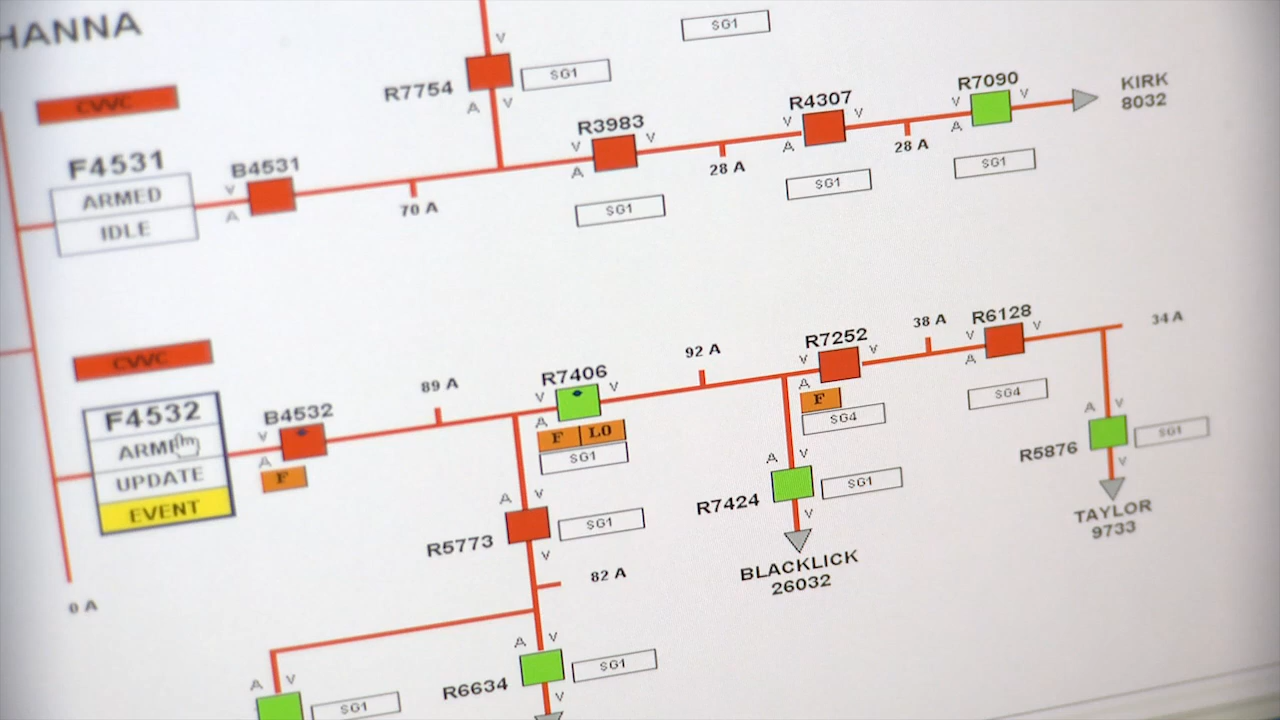 HANNA
SG1
CVVC
R7754
V
SG1
A
V
R7090
V
V
A
KIRK
8032
SG1
R4307
V
V
A
28 A
SG1
R3983
V
V
A
28 A
SG1
F4531
ARMED
IDLE
B4531
V
A
70 A
CVVC
F4532
ARM
UPDATE
EVENT
B4532
V
A
F
89 A
R7406
V
V
A
F
LO
SG1
92 A
R7252
V
V
A
F
SG4
38 A
R6128
V
V
A
SG4
34 A
A
V
R5876
SG1
V
TAYLOR
9733
A
V
R7424
SG1
V
BLACKLICK
26032
A
V
R5773
SG1
V
82 A
0 A
A
V
R6634
SG1
V
A
V
SG1